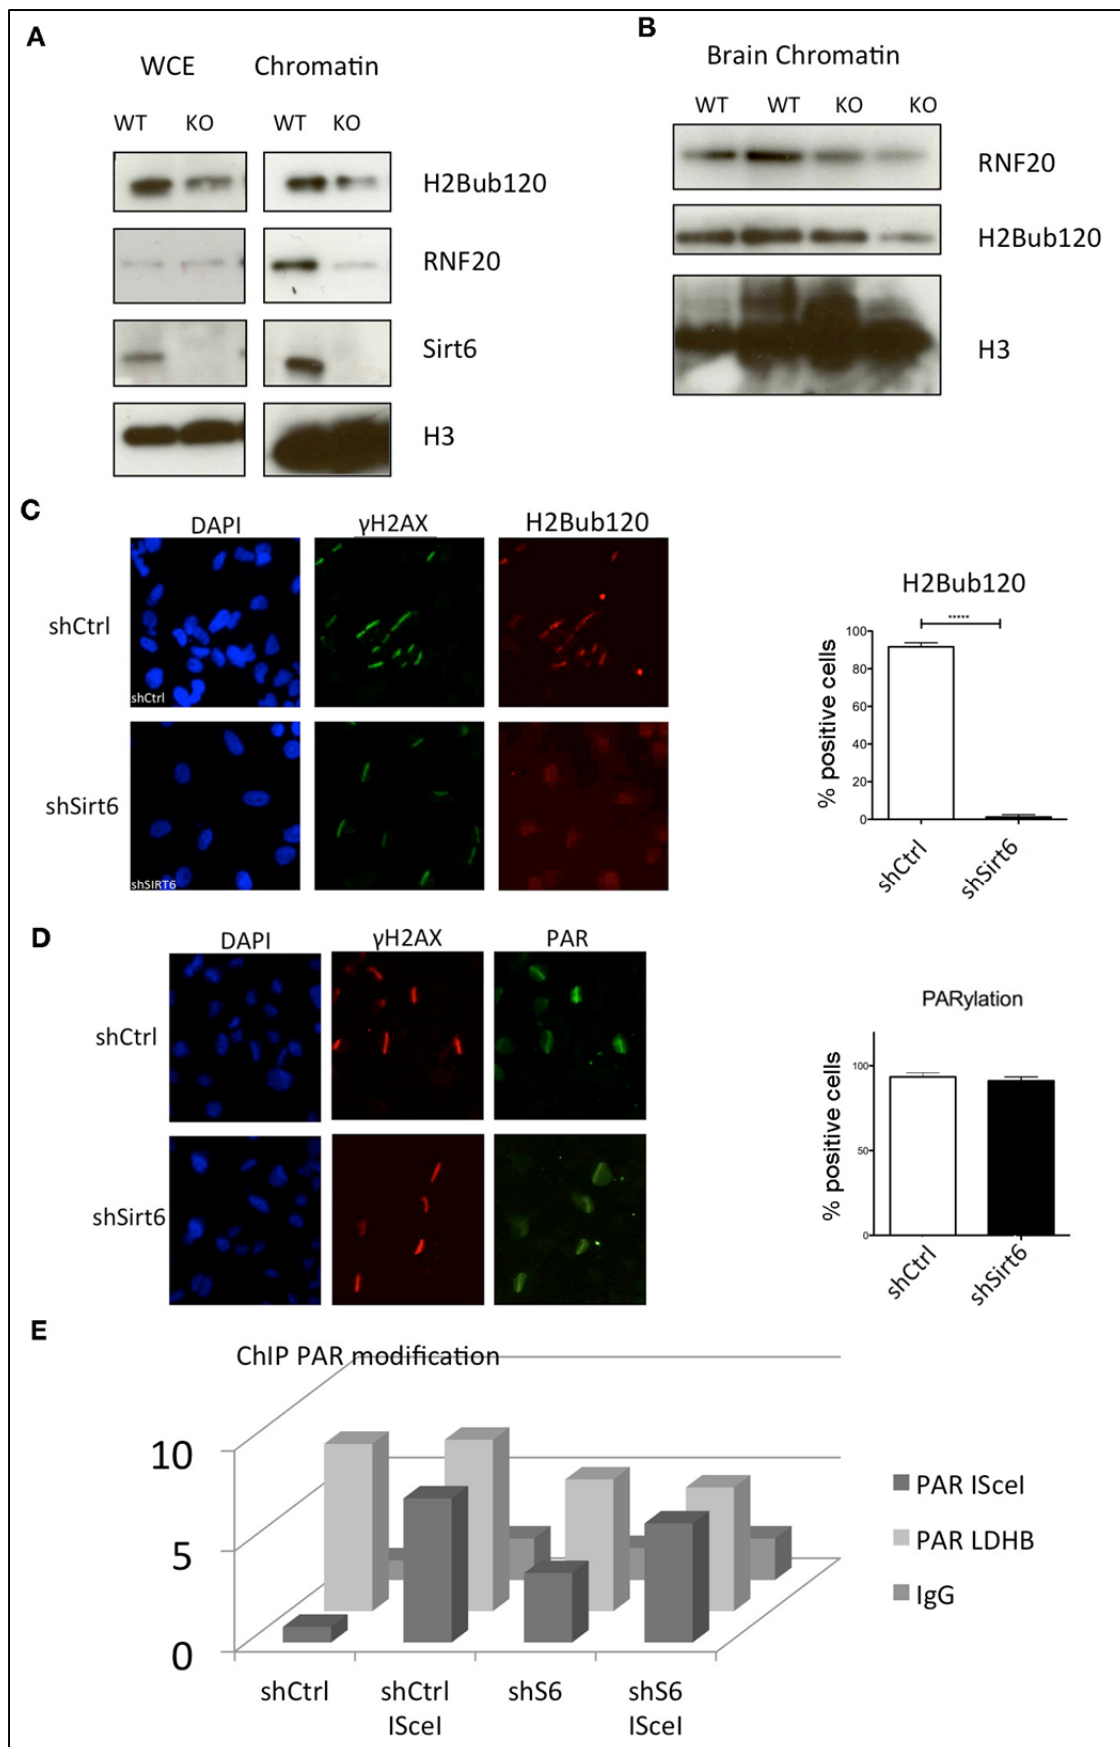 A
WCE Chromatin
WT KO WT KO
H2Bub120
RNF20
Sirt6
H3
B
Brain Chromatin
WT WT KO KO
RNF20
H2Bub120
H3
C
DAPI γH2AX H2Bub120
shCtrl
shCtrl
shSirt6
shSIRT6
H2Bub120
*****
% positive cells
100
80
60
40
20
0
shCtrl shSirt6
D
DAPI γH2AX PAR
shCtrl
shSirt6
PARylation
% positive cells
100
50
0
shCtrl shSirt6
E
ChIP PAR modification
10
5
0
shCtrl shCtrl shS6 shS6
ISceI ISceI
PAR ISceI
PAR LDHB
IgG